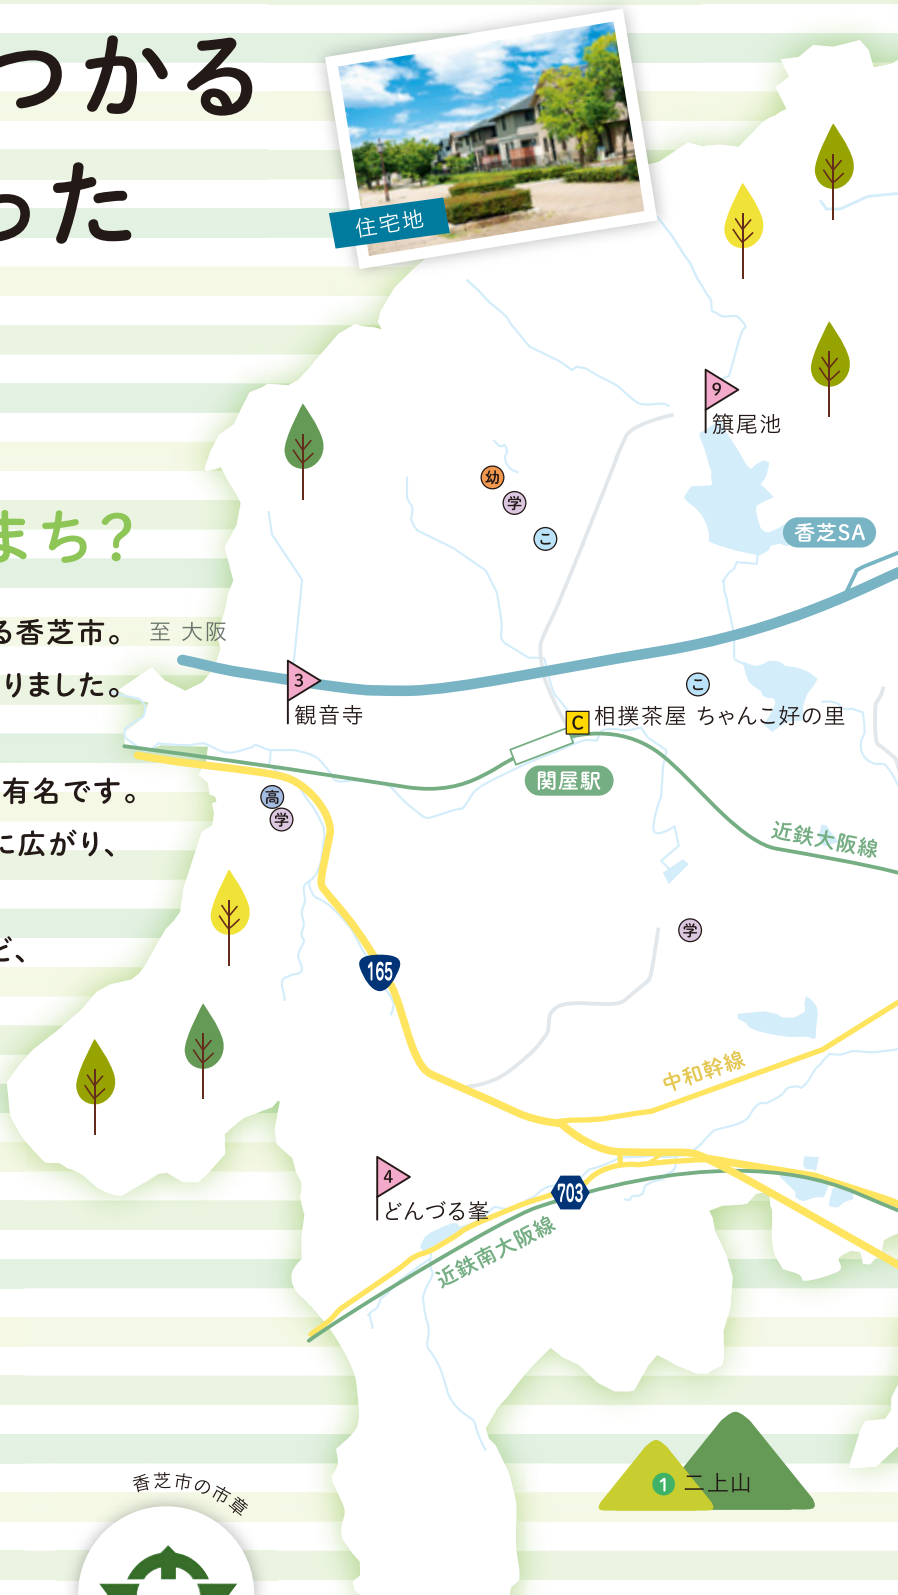 つかる
った
住宅地
まち？
る香芝市。
りました。
有名です。
に広がり、
ど、
至 大阪
9
籏尾池
幼
学
こ
香芝SA
3
観音寺
こ
C 相撲茶屋 ちゃんこ好の里
関屋駅
高
学
近鉄大阪線
学
165
中和幹線
4
どんづる峯
703
近鉄南大阪線
1 二上山
香芝市の市章